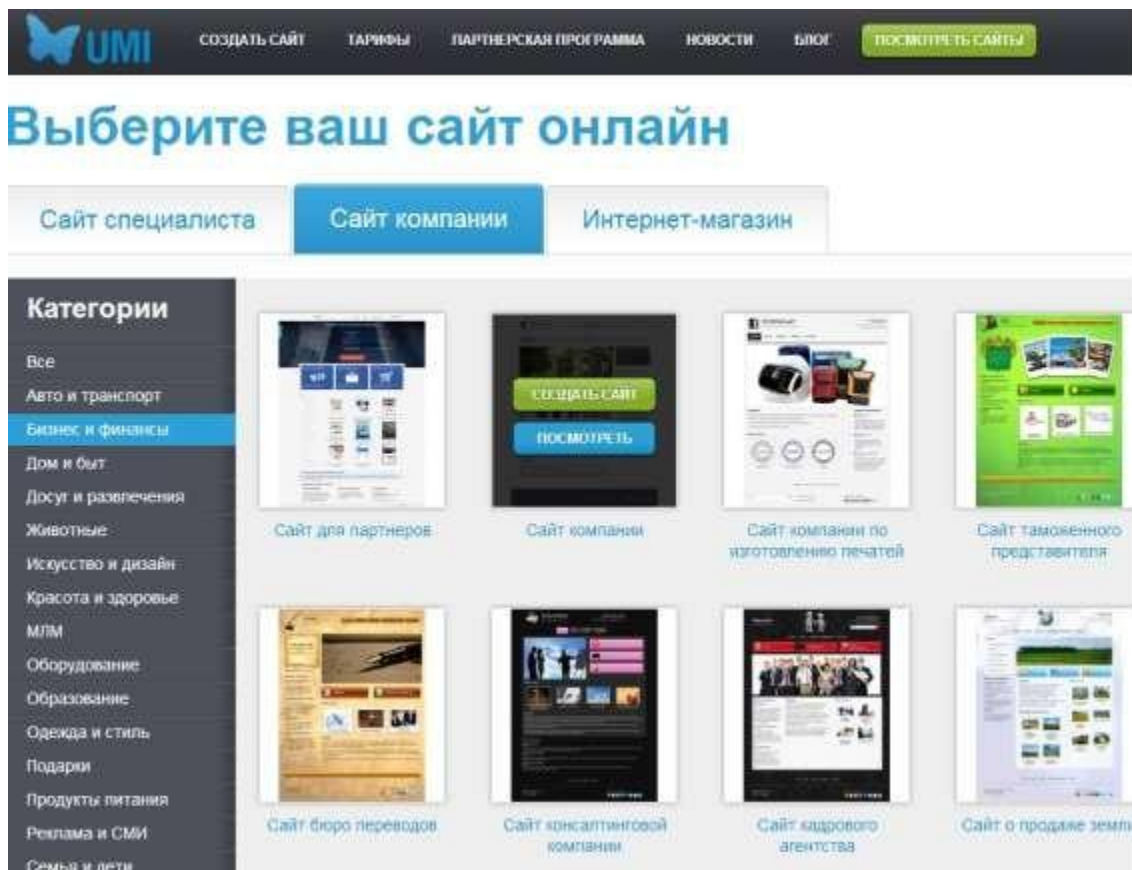 UMI
СОЗДАТЬ САЙТ ТАРИФЫ ПАРТНЕРСКАЯ ПРОГРАММА НОВОСТИ БЛОГ ПОСМОТРЕТЬ САЙТЫ
Выберите ваш сайт онлайн
Сайт специалиста Сайт компании Интернет-магазин
Категории
Все
Авто и транспорт
Бизнес и финансы
Дом и быт
Досуг и развлечения
Животные
Искусство и дизайн
Красота и здоровье
МЛМ
Оборудование
Образование
Одежда и стиль
Подарки
Продукты питания
Реклама и СМИ
Семья и дети
СОЗДАТЬ САЙТ
ПОСМОТРЕТЬ
Сайт для партнеров
Сайт компании
Сайт компании по
изготовлению печатей
Сайт таможенного
представителя
Сайт бюро переводов
Сайт консалтинговой
компании
Сайт кадрового
агентства
Сайт о продаже земли